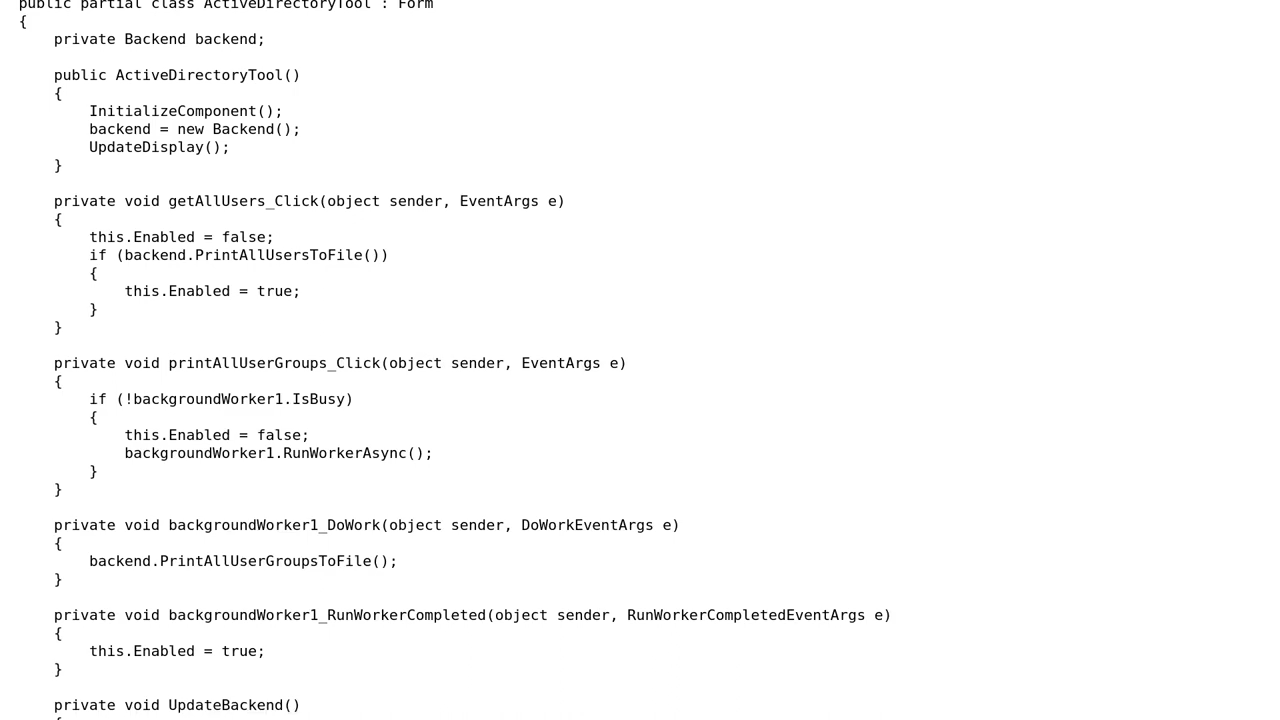 public partial class ActiveDirectoryTool : Form
{
    private Backend backend;

    public ActiveDirectoryTool()
    {
        InitializeComponent();
        backend = new Backend();
        UpdateDisplay();
    }

    private void getAllUsers_Click(object sender, EventArgs e)
    {
        this.Enabled = false;
        if (backend.PrintAllUsersToFile())
        {
            this.Enabled = true;
        }
    }

    private void printAllUserGroups_Click(object sender, EventArgs e)
    {
        if (!backgroundWorker1.IsBusy)
        {
            this.Enabled = false;
            backgroundWorker1.RunWorkerAsync();
        }
    }

    private void backgroundWorker1_DoWork(object sender, DoWorkEventArgs e)
    {
        backend.PrintAllUserGroupsToFile();
    }

    private void backgroundWorker1_RunWorkerCompleted(object sender, RunWorkerCompletedEventArgs e)
    {
        this.Enabled = true;
    }

    private void UpdateBackend()
    {